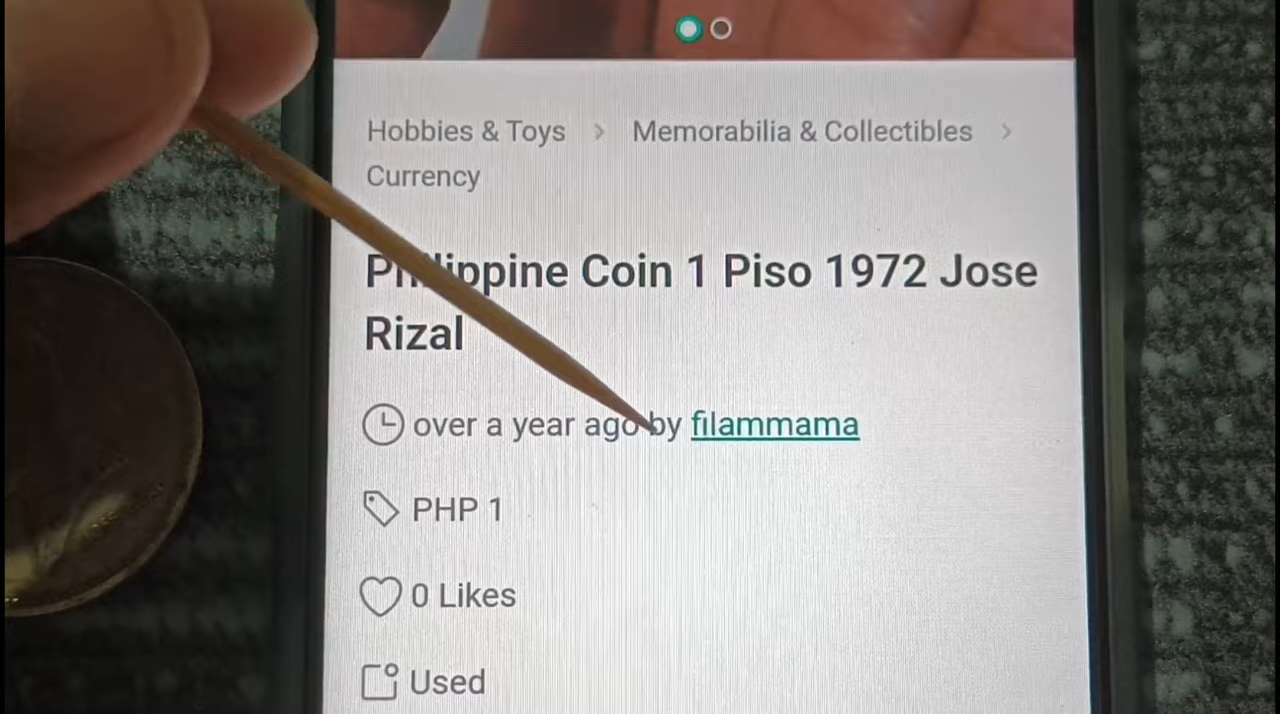 Hobbies & Toys > Memorabilia & Collectibles >
Currency
Philippine Coin 1 Piso 1972 Jose
Rizal
over a year ago by filammama
PHP 1
0 Likes
Used